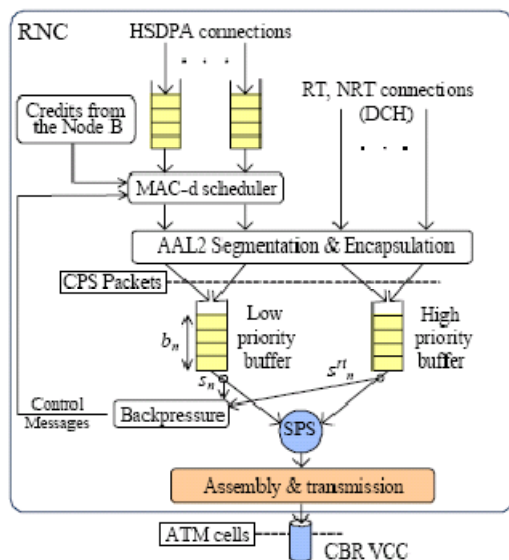 RNC
HSDPA connections
. . .
RT, NRT connections
(DCH)
. . .
Credits from
the Node B
MAC-d scheduler
AAL2 Segmentation & Encapsulation
CPS Packets
Low
priority
buffer
High
priority
buffer
bn
sn
srtn
Control
Messages
Backpressure
SPS
Assembly & transmission
ATM cells
CBR VCC